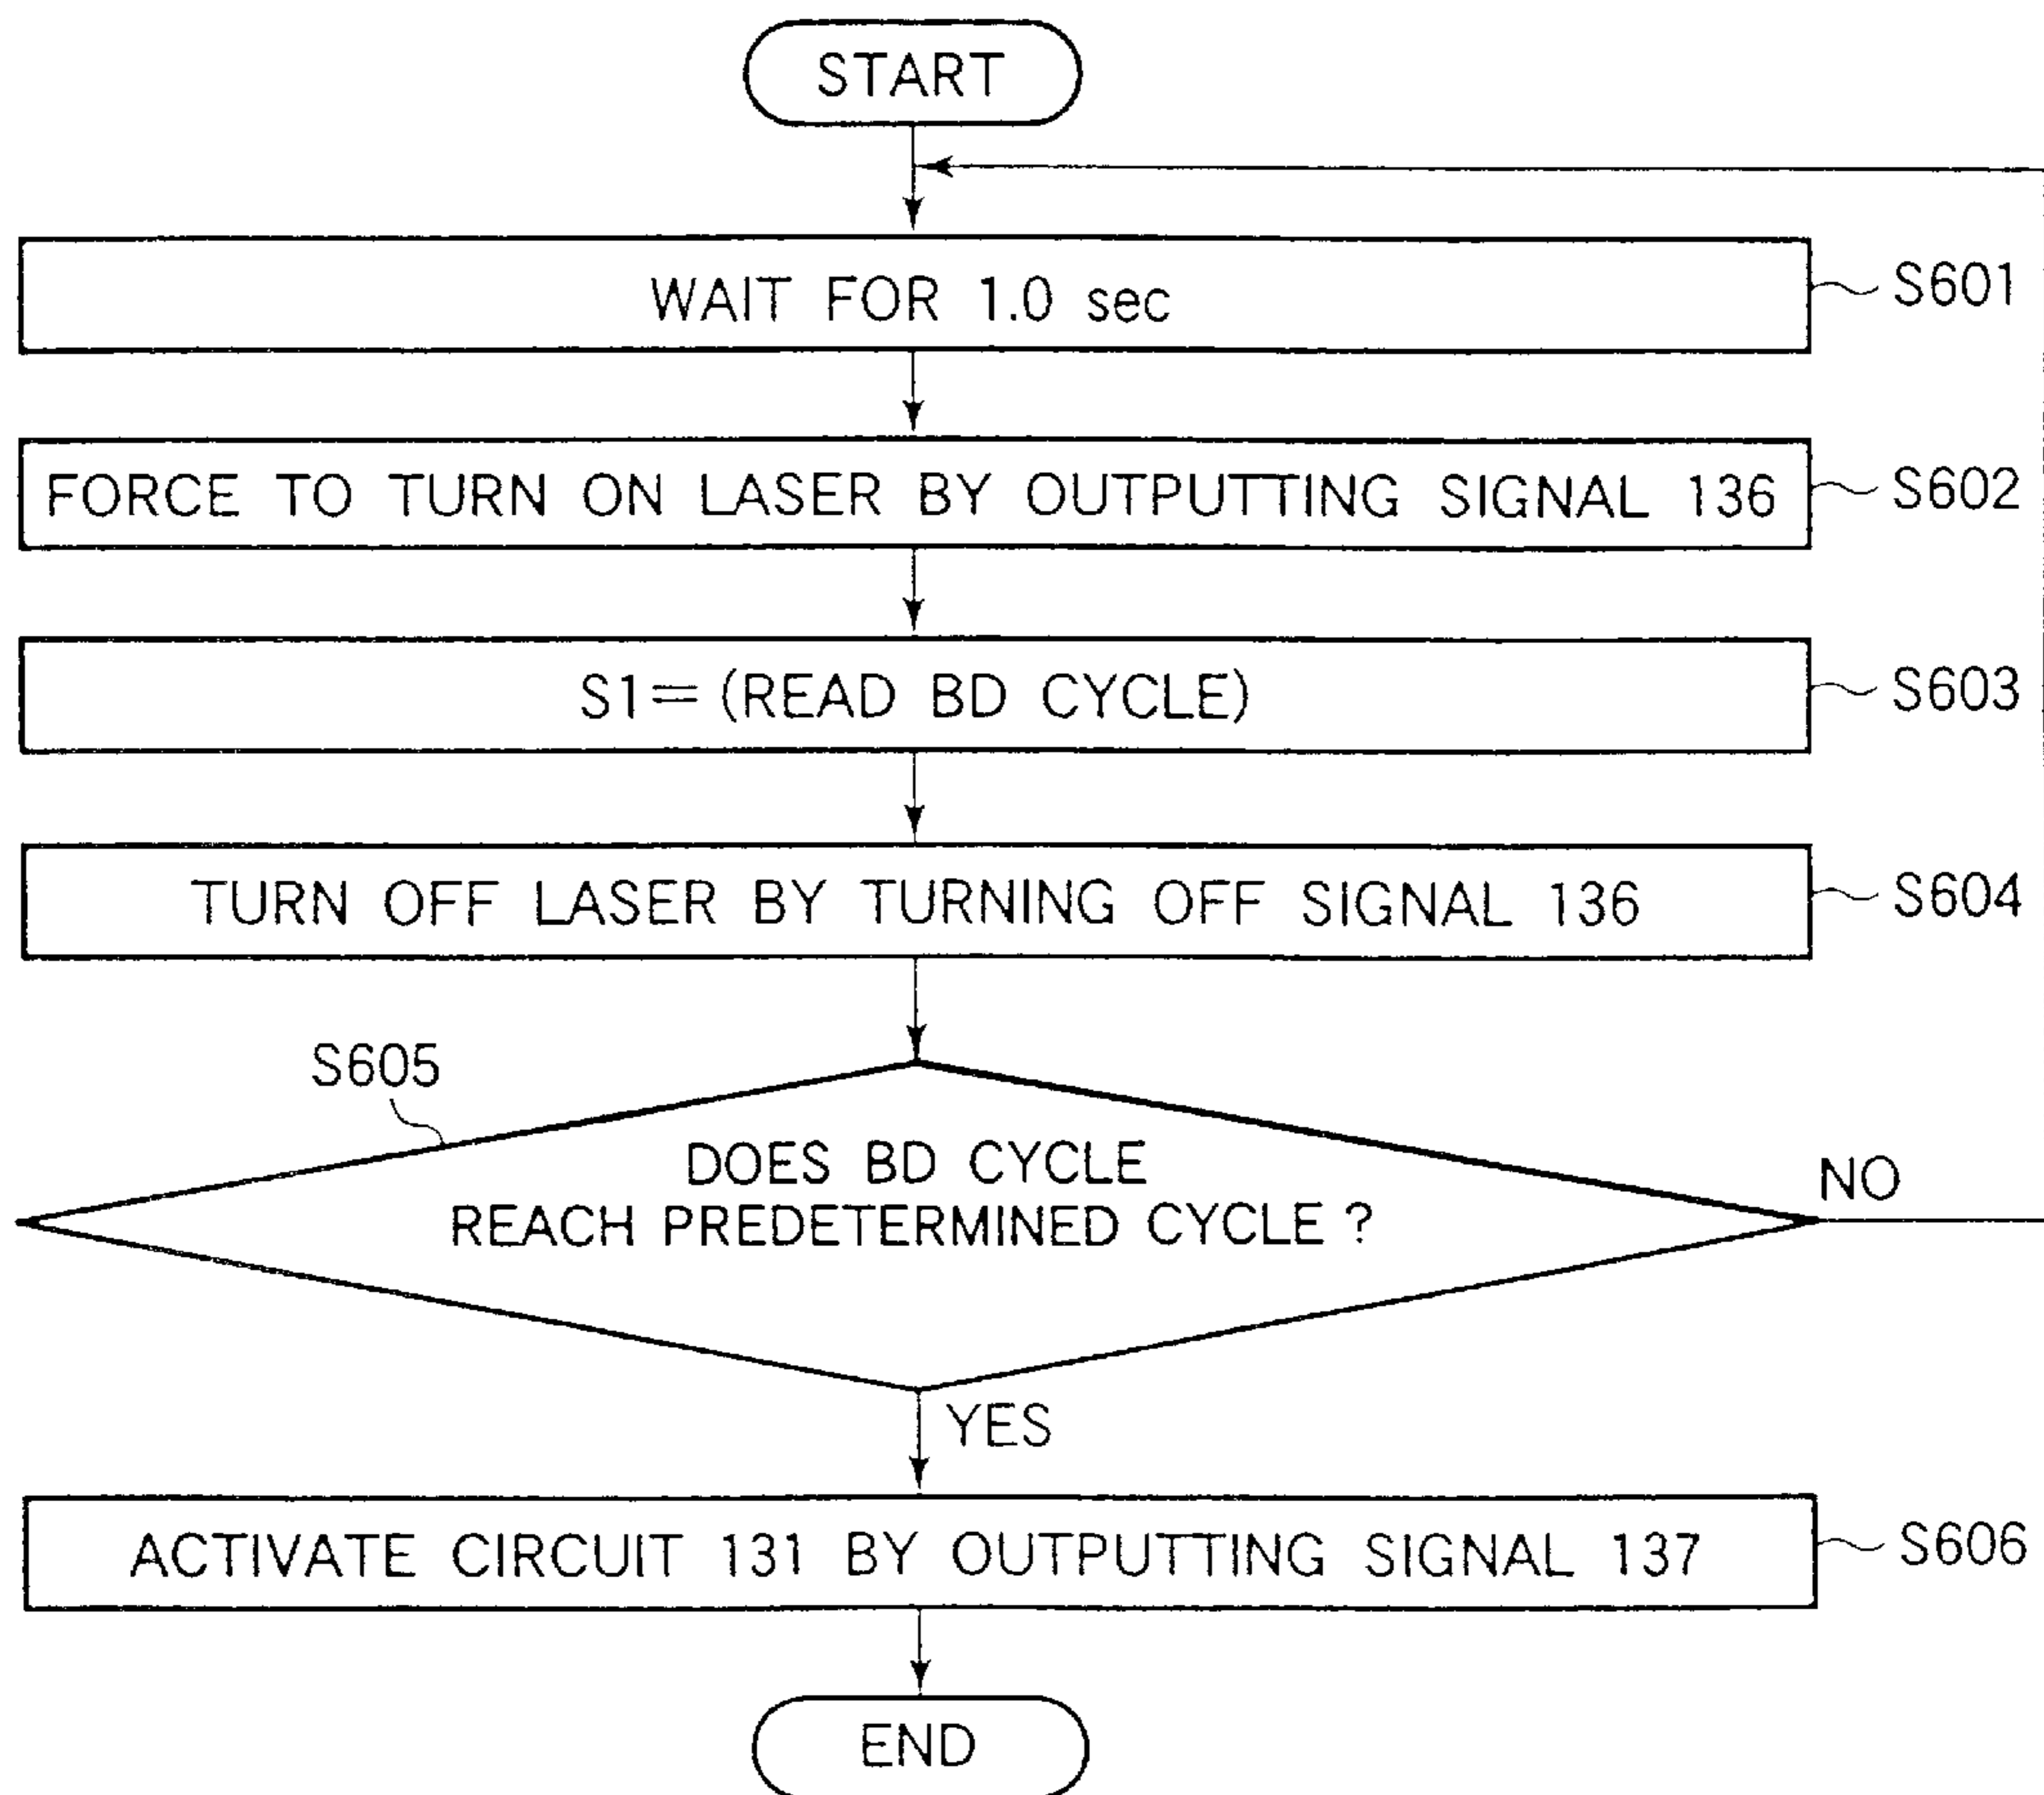 START
WAIT FOR 1.0 sec
S601
FORCE TO TURN ON LASER BY OUTPUTTING SIGNAL 136
S602
S1=(READ BD CYCLE)
S603
TURN OFF LASER BY TURNING OFF SIGNAL 136
S604
S605
DOES BD CYCLE
REACH PREDETERMINED CYCLE ?
NO
YES
ACTIVATE CIRCUIT 131 BY OUTPUTTING SIGNAL 137
S606
END